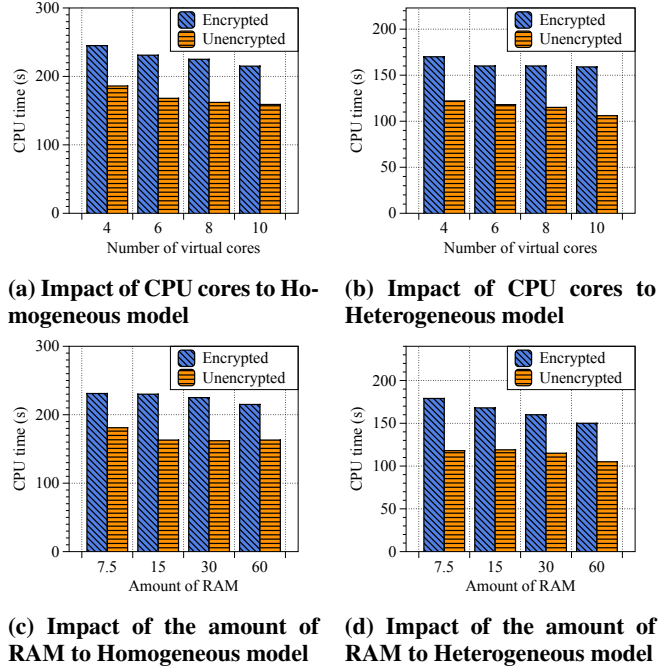 300
200
100
0
CPU time (s)
Encrypted
Unencrypted
4 6 8 10
Number of virtual cores
(a) Impact of CPU cores to Ho-
mogeneous model
200
150
100
50
0
CPU time (s)
Encrypted
Unencrypted
4 6 8 10
Number of virtual cores
(b) Impact of CPU cores to
Heterogeneous model
300
200
100
0
CPU time (s)
Encrypted
Unencrypted
7.5 15 30 60
Amount of RAM
(c) Impact of the amount of
RAM to Homogeneous model
200
150
100
50
0
CPU time (s)
Encrypted
Unencrypted
7.5 15 30 60
Amount of RAM
(d) Impact of the amount of
RAM to Heterogeneous model